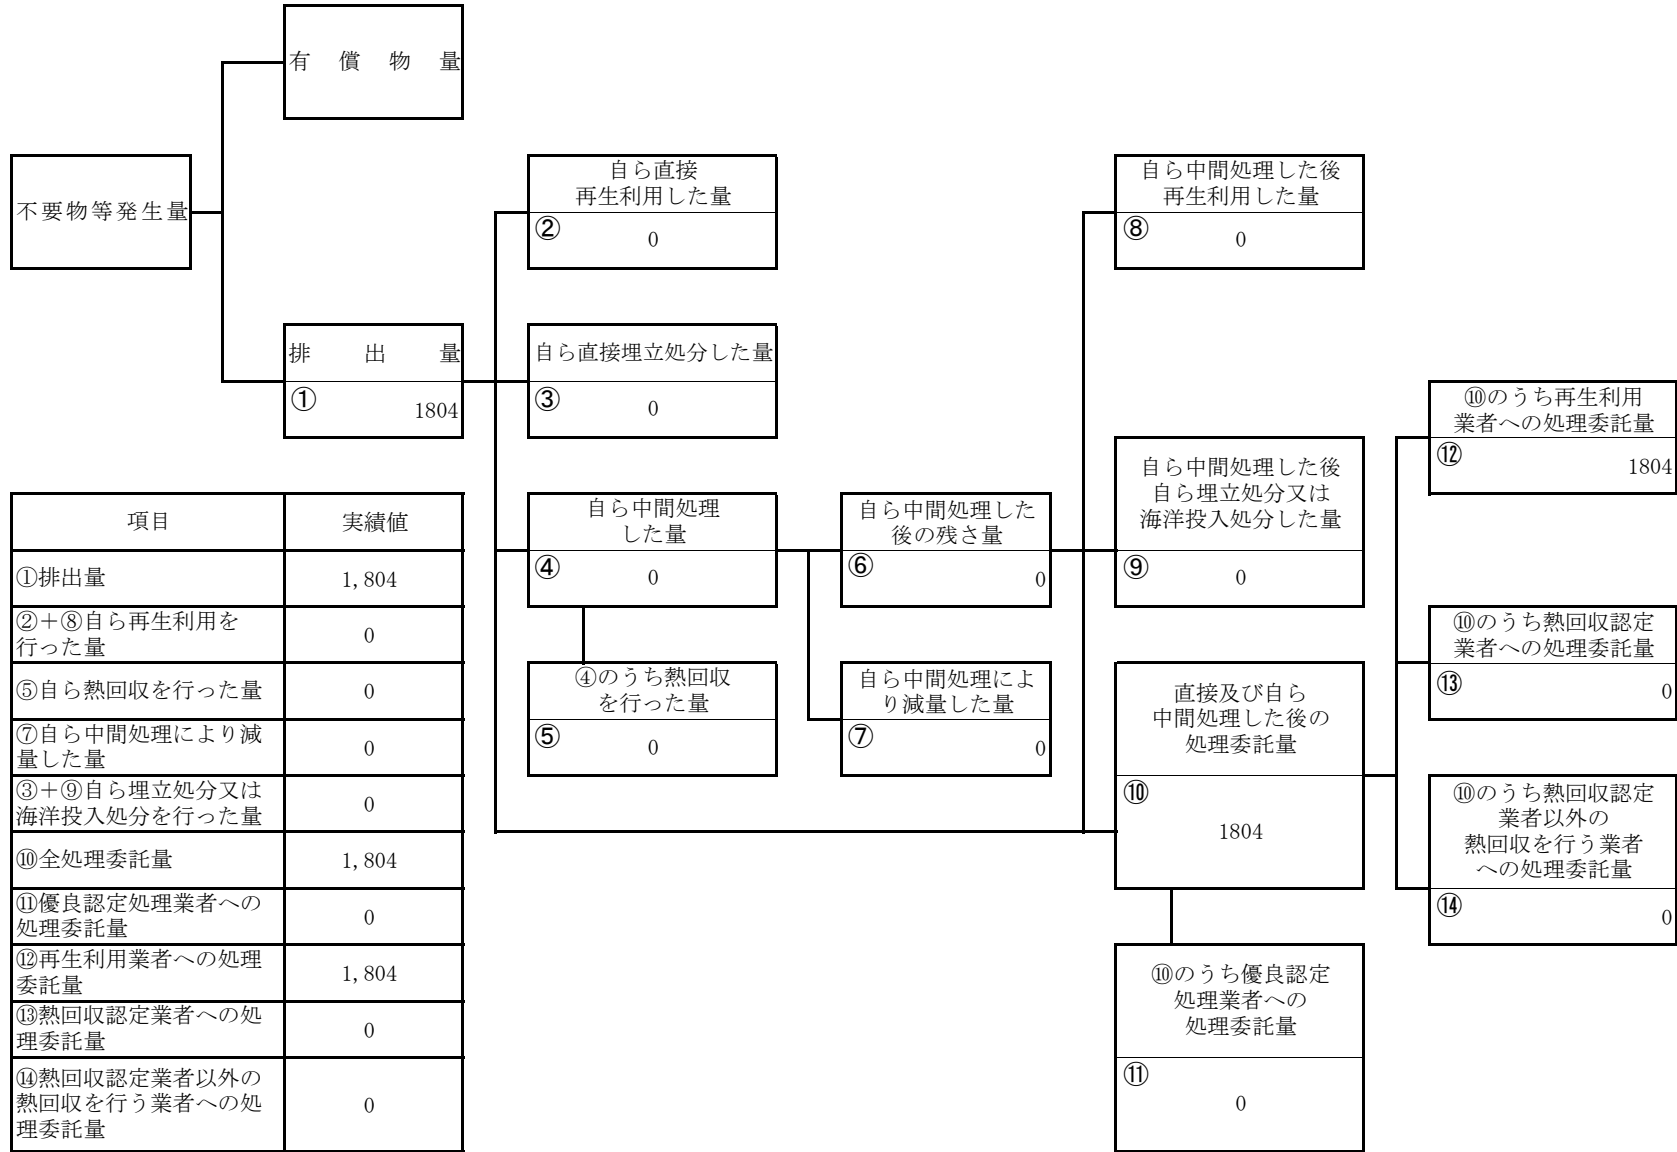 有償物量
不要物等発生量
排出量
①
1804
自ら直接
再生利用した量
②
0
自ら直接埋立処分した量
③
0
自ら中間処理
した量
④
0
④のうち熱回収
を行った量
⑤
0
自ら中間処理した
後の残さ量
⑥
0
自ら中間処理によ
り減量した量
⑦
0
自ら中間処理した後
再生利用した量
⑧
0
自ら中間処理した後
自ら埋立処分又は
海洋投入処分した量
⑨
0
直接及び自ら
中間処理した後の
処理委託量
⑩
1804
⑩のうち優良認定
処理業者への
処理委託量
⑪
0
⑩のうち再生利用
業者への処理委託量
⑫
1804
⑩のうち熱回収認定
業者への処理委託量
⑬
0
⑩のうち熱回収認定
業者以外の
熱回収を行う業者
への処理委託量
⑭
0
項目 実績値
①排出量 1,804
②＋⑧自ら再生利用を
行った量 0
⑤自ら熱回収を行った量 0
⑦自ら中間処理により減
量した量 0
③＋⑨自ら埋立処分又は
海洋投入処分を行った量 0
⑩全処理委託量 1,804
⑪優良認定処理業者への
処理委託量 0
⑫再生利用業者への処理
委託量 1,804
⑬熱回収認定業者への処
理委託量 0
⑭熱回収認定業者以外の
熱回収を行う業者への処
理委託量 0